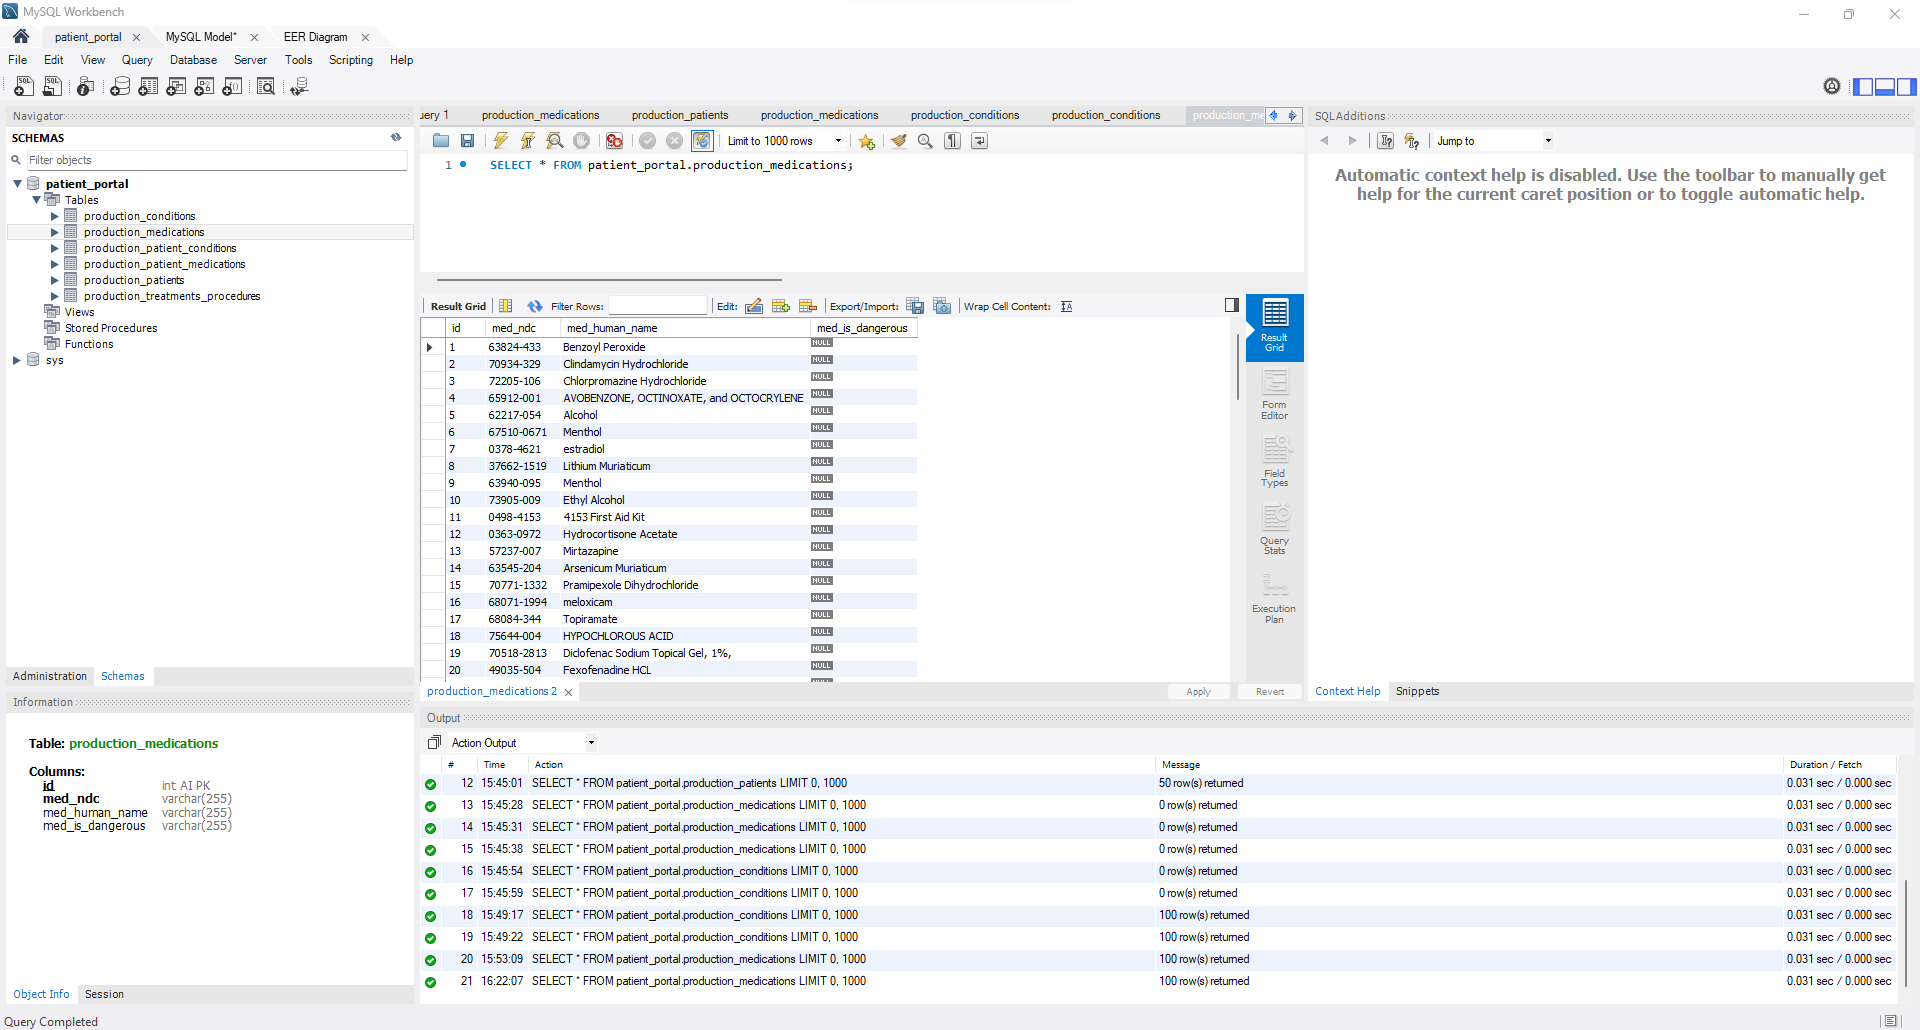 MySQL Workbench
patient_portal
MySQL Model*
EER Diagram
File Edit View Query Database Server Tools Scripting Help
Navigator
SCHEMAS
Filter objects
patient_portal
Tables
production_conditions
production_medications
production_patient_conditions
production_patient_medications
production_patients
production_treatments_procedures
Views
Stored Procedures
Functions
sys
Administration Schemas
Information
Table: production_medications
Columns:
id int AI PK
med_ndc varchar(255)
med_human_name varchar(255)
med_is_dangerous varchar(255)
Object Info Session
Query Completed
uery 1 production_medications production_patients production_medications production_conditions production_conditions production_me
Limit to 1000 rows
1 SELECT * FROM patient_portal.production_medications;
Result Grid Filter Rows: Edit: Export/Import: Wrap Cell Content:
id med_ndc med_human_name med_is_dangerous
1 63824-433 Benzoyl Peroxide NULL
2 70934-329 Clindamycin Hydrochloride NULL
3 72205-106 Chlorpromazine Hydrochloride NULL
4 65912-001 AVOBENZONE, OCTINOXATE, and OCTOCRYLENE NULL
5 62217-054 Alcohol NULL
6 67510-0671 Menthol NULL
7 0378-4621 estradiol NULL
8 37662-1519 Lithium Muriaticum NULL
9 63940-095 Menthol NULL
10 73905-009 Ethyl Alcohol NULL
11 0498-4153 4153 First Aid Kit NULL
12 0363-0972 Hydrocortisone Acetate NULL
13 57237-007 Mirtazapine NULL
14 63545-204 Arsenicum Muriaticum NULL
15 70771-1332 Pramipexole Dihydrochloride NULL
16 68071-1994 meloxicam NULL
17 68084-344 Topiramate NULL
18 75644-004 HYPOCHLOROUS ACID NULL
19 70518-2813 Diclofenac Sodium Topical Gel, 1%, NULL
20 49035-504 Fexofenadine HCL NULL
Result
Grid
Form
Editor
Field
Types
Query
Stats
Execution
Plan
production_medications 2
Apply Revert
SQLAdditions
Jump to
Automatic context help is disabled. Use the toolbar to manually get
help for the current caret position or to toggle automatic help.
Context Help Snippets
Output
Action Output
# Time Action Message Duration / Fetch
12 15:45:01 SELECT * FROM patient_portal.production_patients LIMIT 0, 1000 50 row(s) returned 0.031 sec / 0.000 sec
13 15:45:28 SELECT * FROM patient_portal.production_medications LIMIT 0, 1000 0 row(s) returned 0.031 sec / 0.000 sec
14 15:45:31 SELECT * FROM patient_portal.production_medications LIMIT 0, 1000 0 row(s) returned 0.031 sec / 0.000 sec
15 15:45:38 SELECT * FROM patient_portal.production_medications LIMIT 0, 1000 0 row(s) returned 0.031 sec / 0.000 sec
16 15:45:54 SELECT * FROM patient_portal.production_conditions LIMIT 0, 1000 0 row(s) returned 0.031 sec / 0.000 sec
17 15:45:59 SELECT * FROM patient_portal.production_conditions LIMIT 0, 1000 0 row(s) returned 0.031 sec / 0.000 sec
18 15:49:17 SELECT * FROM patient_portal.production_conditions LIMIT 0, 1000 100 row(s) returned 0.031 sec / 0.000 sec
19 15:49:22 SELECT * FROM patient_portal.production_conditions LIMIT 0, 1000 100 row(s) returned 0.031 sec / 0.000 sec
20 15:53:09 SELECT * FROM patient_portal.production_medications LIMIT 0, 1000 100 row(s) returned 0.031 sec / 0.000 sec
21 16:22:07 SELECT * FROM patient_portal.production_medications LIMIT 0, 1000 100 row(s) returned 0.031 sec / 0.000 sec